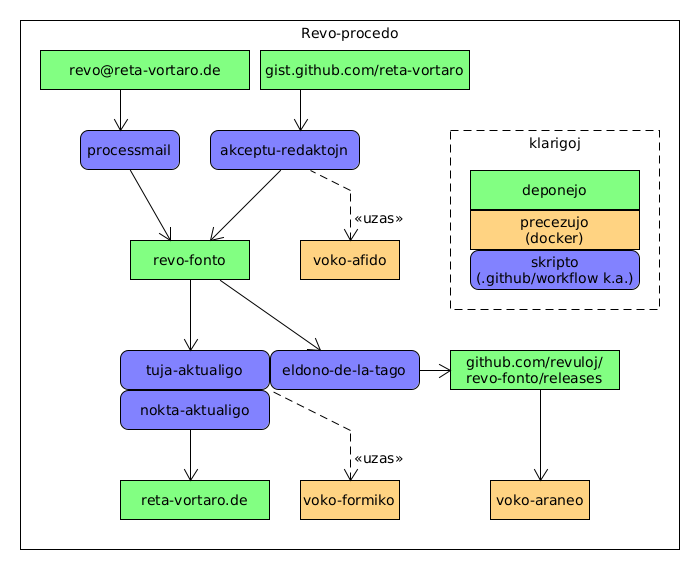 Revo-procedo
revo@reta-vortaro.de
gist.github.com/reta-vortaro
processmail
akceptu-redaktojn
klarigoj
deponejo
precezujo
(docker)
skripto
(.github/workflow k.a.)
«uzas»
revo-fonto
voko-afido
tuja-aktualigo
eldono-de-la-tago
github.com/revuloj/
revo-fonto/releases
nokta-aktualigo
«uzas»
reta-vortaro.de
voko-formiko
voko-araneo